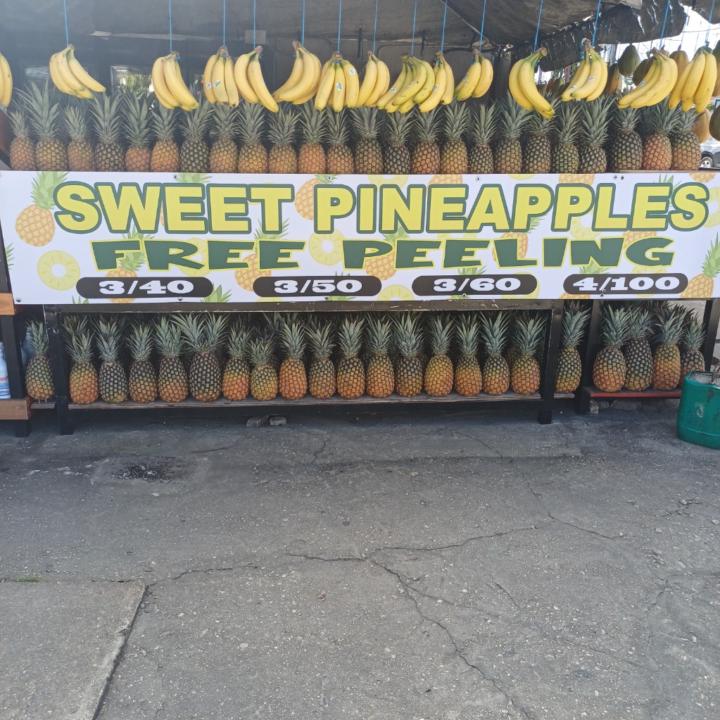 SWEET PINEAPPLES
FREE PEELING
3/40 3/50 3/60 4/100